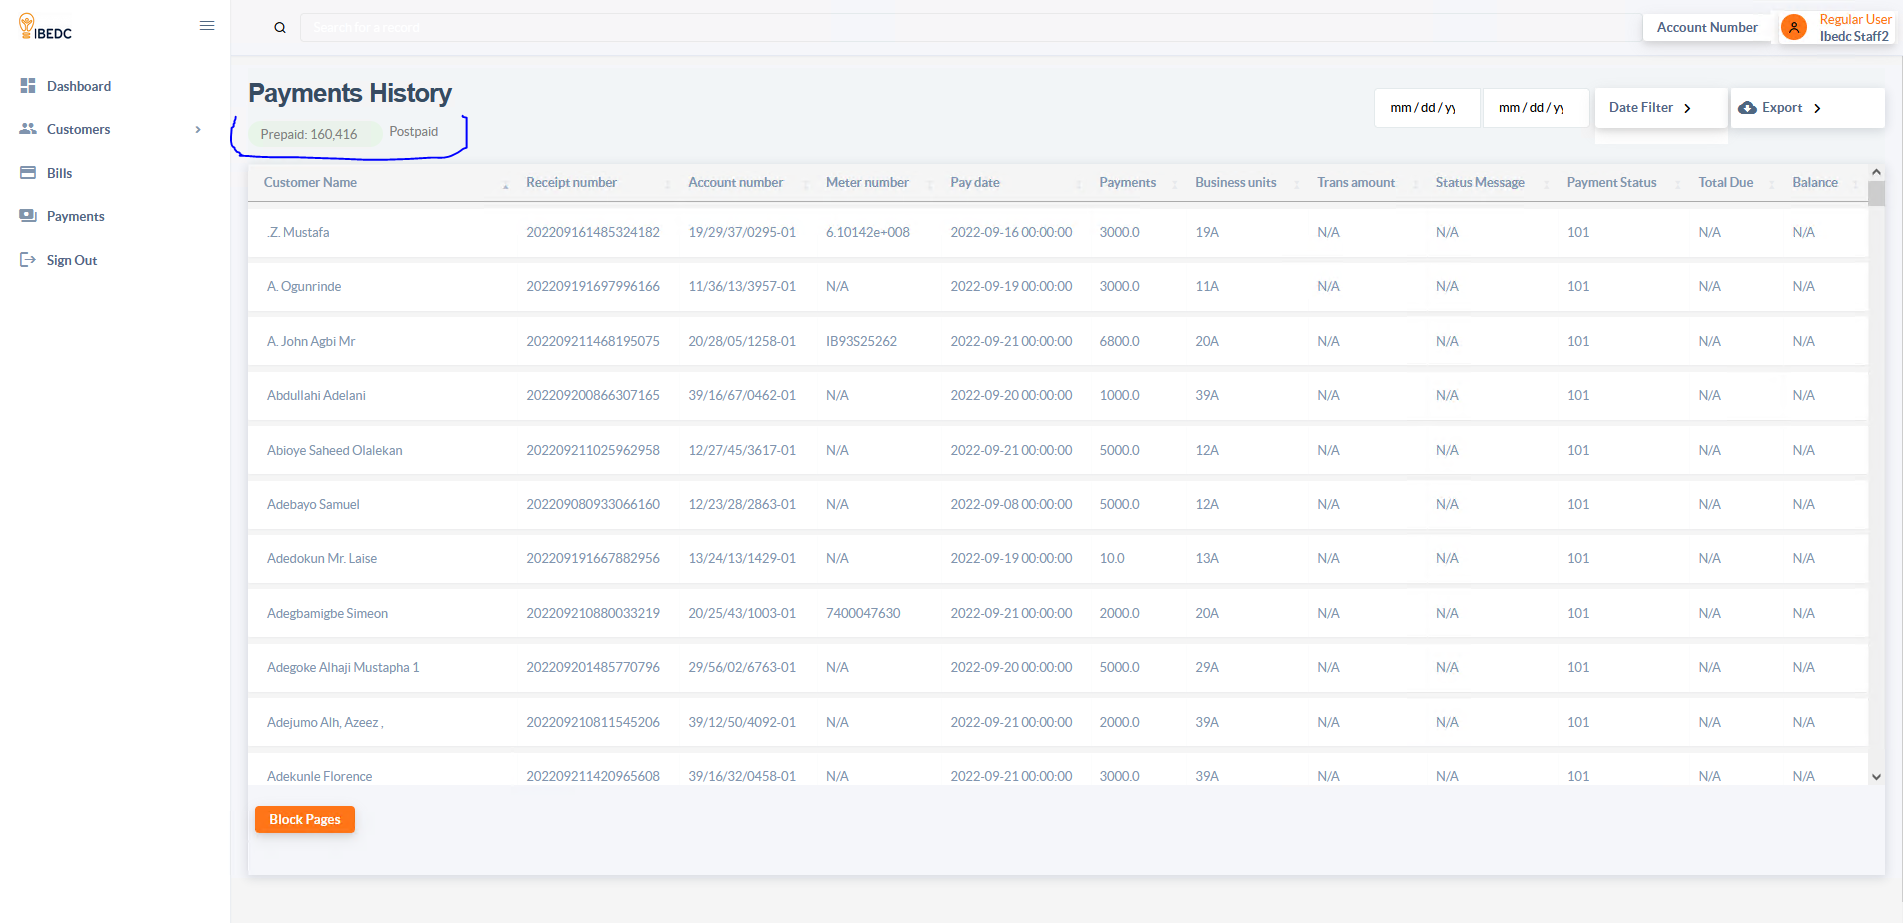 IBEDC
Search for a record
Account Number
Regular User
Ibedc Staff2
Dashboard
Customers
Bills
Payments
Sign Out
Payments History
Prepaid: 160,416 Postpaid
mm/dd/yy mm/dd/yy Date Filter Export
Customer Name Receipt number Account number Meter number Pay date Payments Business units Trans amount Status Message Payment Status Total Due Balance
.Z. Mustafa 202209161485324182 19/29/37/0295-01 6.10142e+008 2022-09-16 00:00:00 3000.0 19A N/A N/A 101 N/A N/A
A. Ogunrinde 202209191697996166 11/36/13/3957-01 N/A 2022-09-19 00:00:00 3000.0 11A N/A N/A 101 N/A N/A
A. John Agbi Mr 202209211468195075 20/28/05/1258-01 IB93S25262 2022-09-21 00:00:00 6800.0 20A N/A N/A 101 N/A N/A
Abdullahi Adelani 202209200866307165 39/16/67/0462-01 N/A 2022-09-20 00:00:00 1000.0 39A N/A N/A 101 N/A N/A
Abioye Saheed Olalekan 202209211025962958 12/27/45/3617-01 N/A 2022-09-21 00:00:00 5000.0 12A N/A N/A 101 N/A N/A
Adebayo Samuel 202209080933066160 12/23/28/2863-01 N/A 2022-09-08 00:00:00 5000.0 12A N/A N/A 101 N/A N/A
Adedokun Mr. Laise 202209191667882956 13/24/13/1429-01 N/A 2022-09-19 00:00:00 10.0 13A N/A N/A 101 N/A N/A
Adegbamigbe Simeon 202209210880033219 20/25/43/1003-01 7400047630 2022-09-21 00:00:00 2000.0 20A N/A N/A 101 N/A N/A
Adegoke Alhaji Mustapha 1 202209201485770796 29/56/02/6763-01 N/A 2022-09-20 00:00:00 5000.0 29A N/A N/A 101 N/A N/A
Adejumo Alh, Azeez , 202209210811545206 39/12/50/4092-01 N/A 2022-09-21 00:00:00 2000.0 39A N/A N/A 101 N/A N/A
Adekunle Florence 202209211420965608 39/16/32/0458-01 N/A 2022-09-21 00:00:00 3000.0 39A N/A N/A 101 N/A N/A
Block Pages